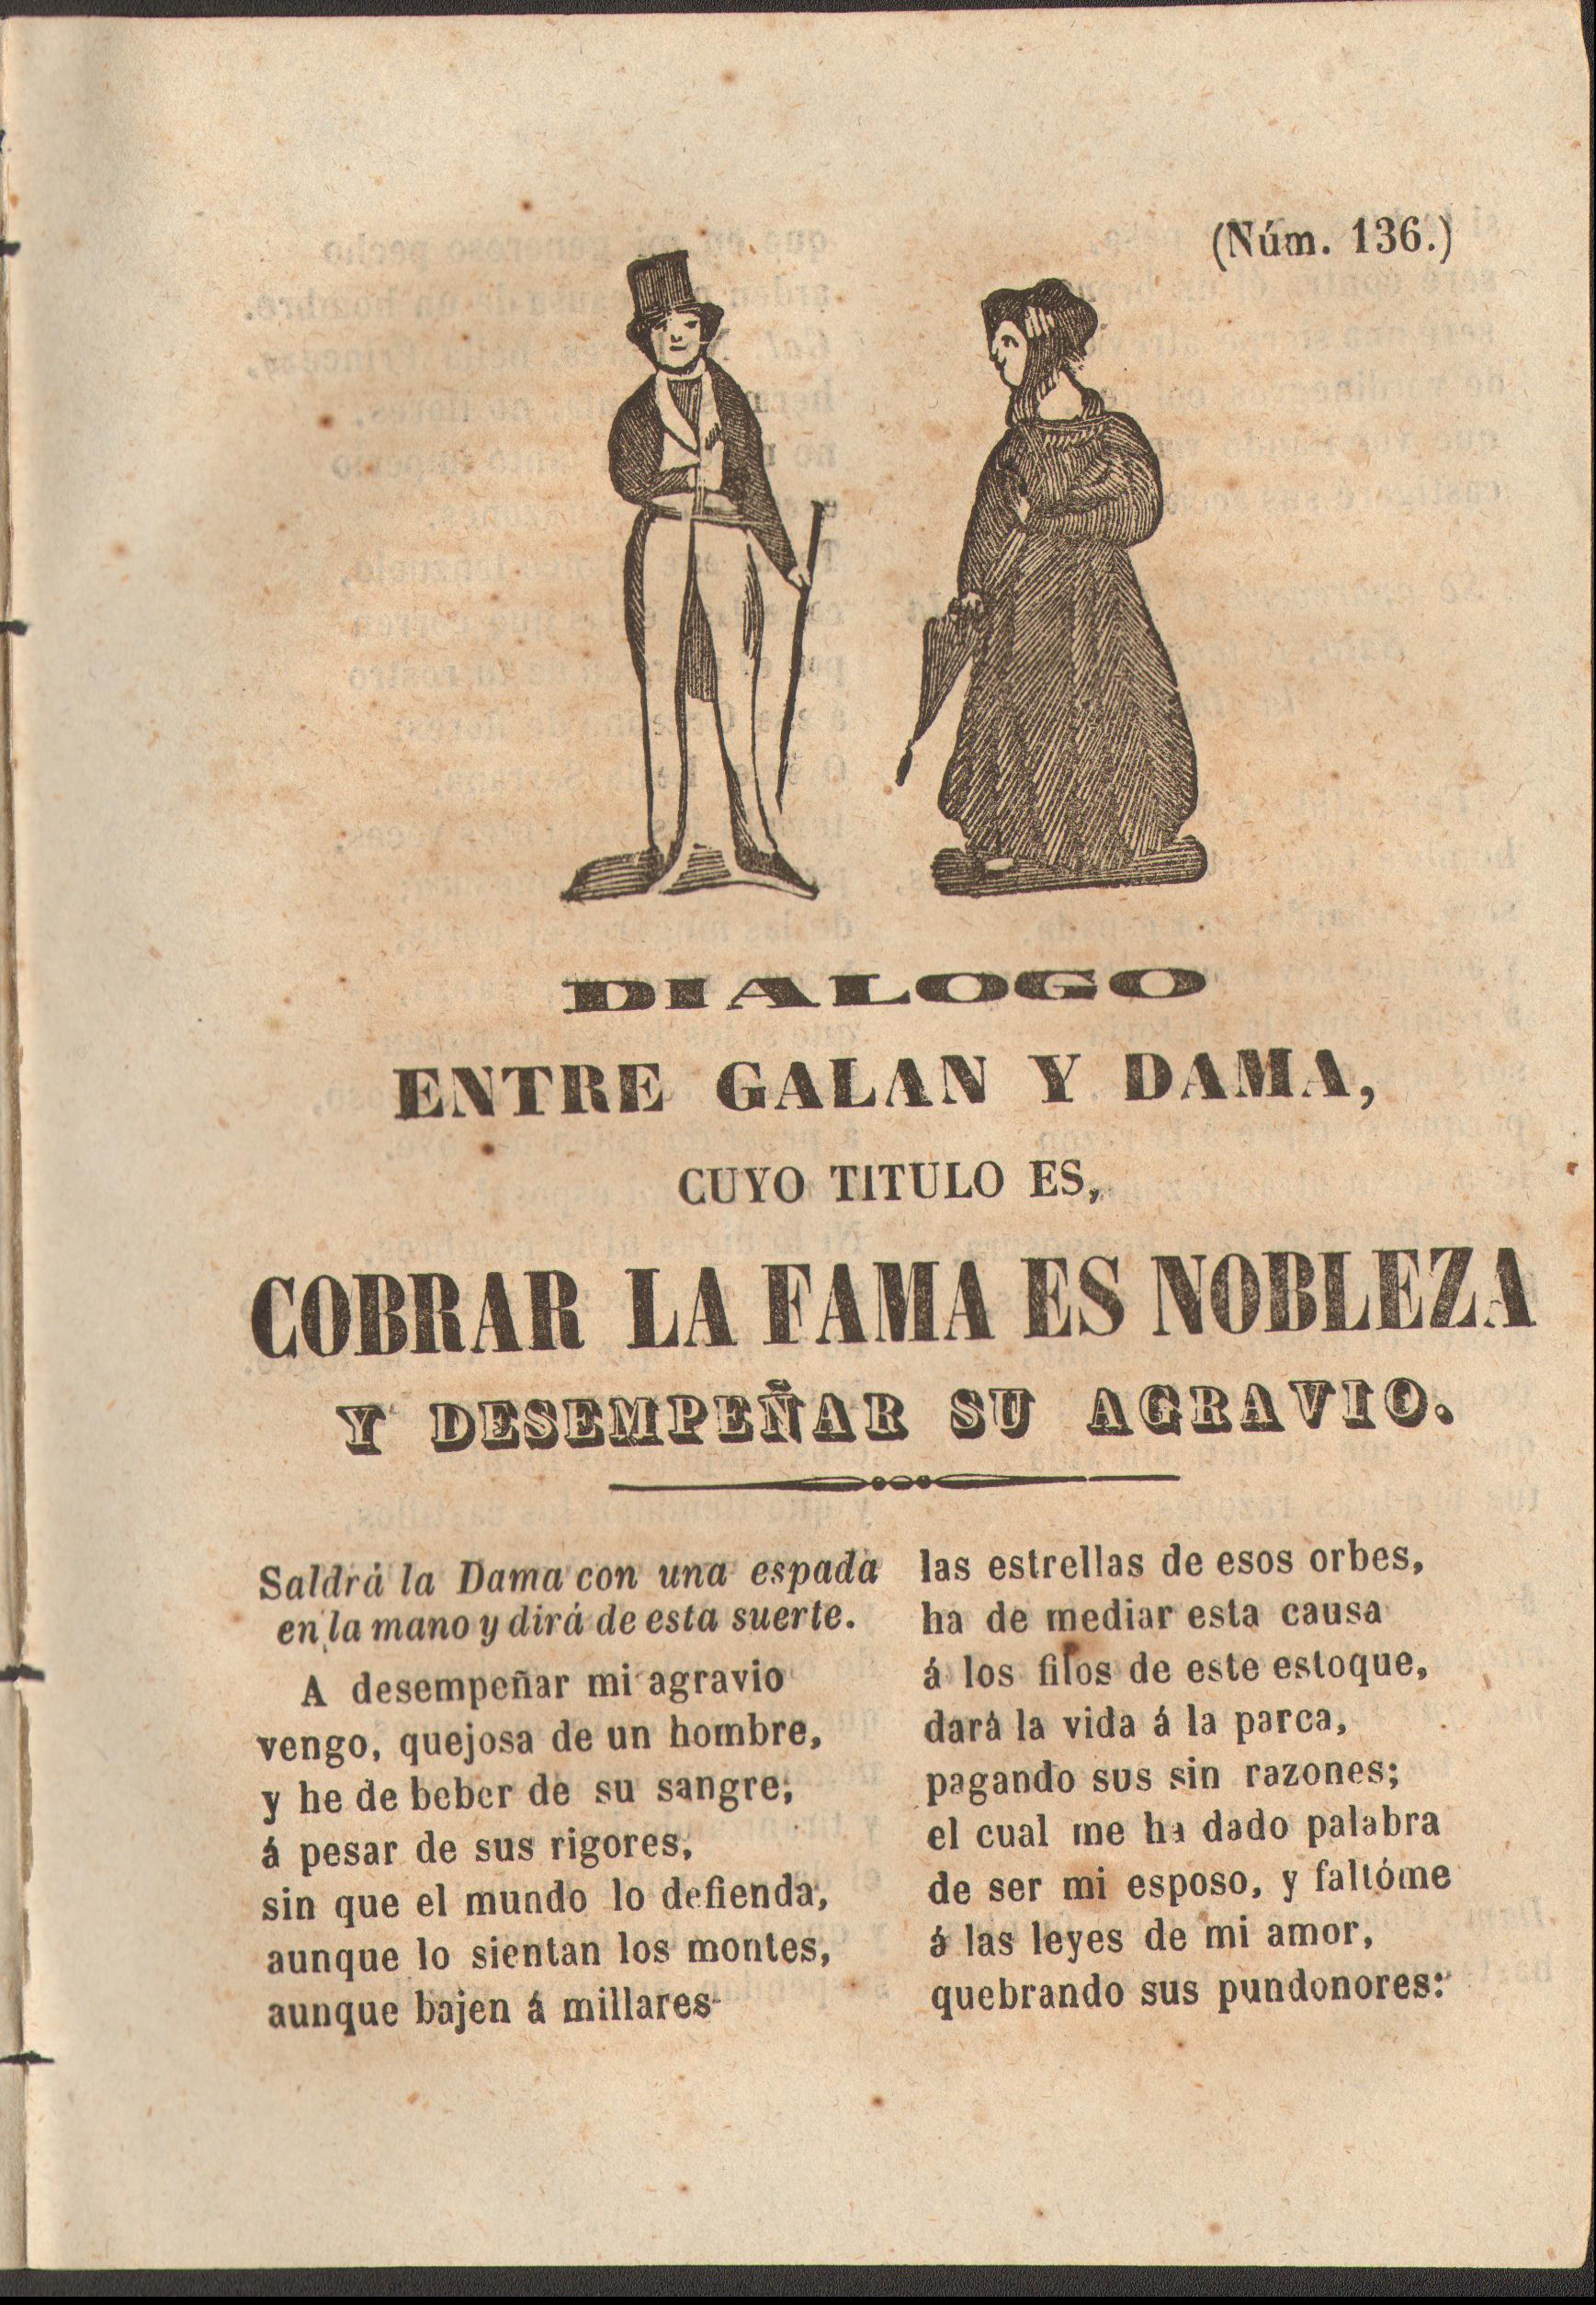 (Núm. 136.)
DIALOGO
ENTRE GALAN Y DAMA,
CUYO TITULO ES,
COBRAR LA FAMA ES NOBLEZA
Y DESEMPEÑAR SU AGRAVIO.
Saldrá la Dama con una espada
en la mano y dirá de esta suerte.
A desempeñar mi agravio
vengo, quejosa de un hombre,
y he de beber de su sangre,
á pesar de sus rigores,
sin que el mundo lo defienda,
aunque lo sientan los montes,
aunque bajen á millares
las estrellas de esos orbes,
ha de mediar esta causa
á los filos de este estoque,
dará la vida á la parca,
pagando sus sin razones;
el cual me ha dado palabra
de ser mi esposo, y faltóme
á las leyes de mi amor,
quebrando sus pundonores: